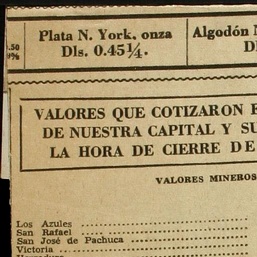 Plata N. York, onza
Dls. 0.45¼.
Algodón
VALORES QUE COTIZARON
DE NUESTRA CAPITAL Y SU
LA HORA DE CIERRE DE
VALORES MINEROS
Los Azules
San Rafael
San José de Pachuca
Victoria